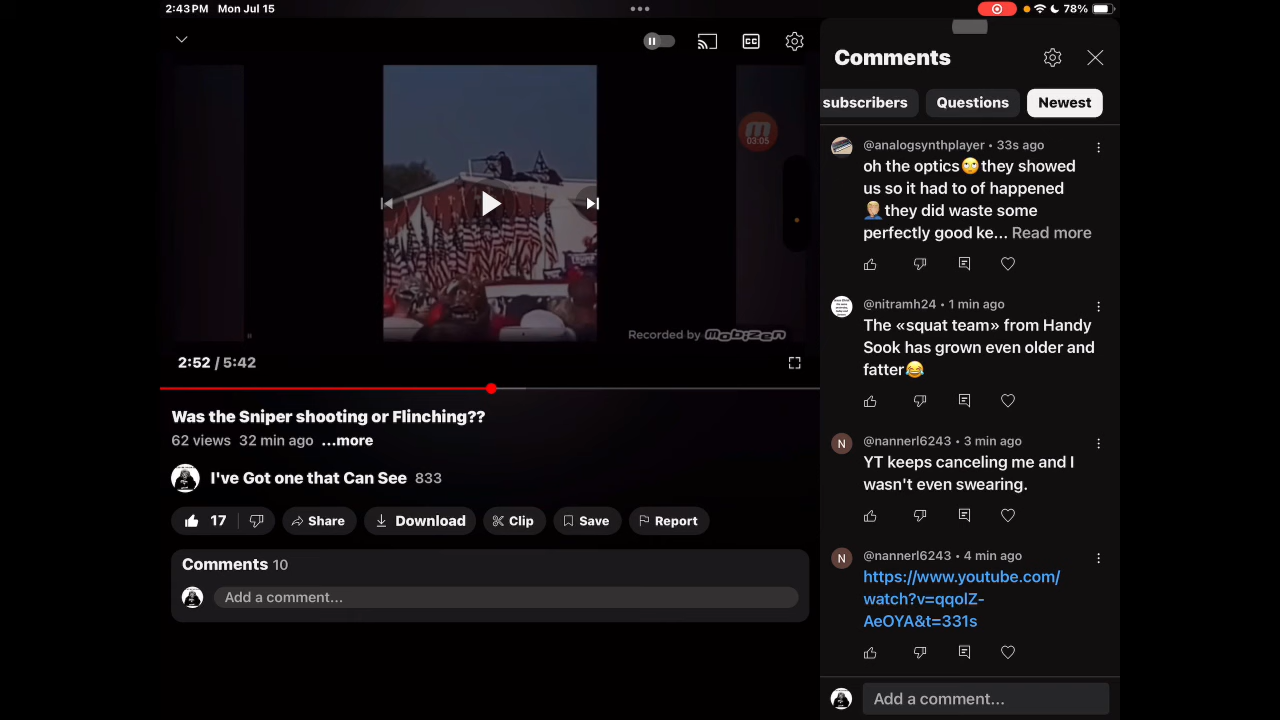 2:43 PM Mon Jul 15
78%
03:05
Recorded by mobizen
2:52 / 5:42
Was the Sniper shooting or Flinching??
62 views 32 min ago ...more
I've Got one that Can See 833
17 Share Download Clip Save Report
Comments 10
Add a comment...
Comments
subscribers Questions Newest
@analogsynthplayer • 33s ago
oh the optics🙄they showed
us so it had to of happened
🤦🏼‍♂️they did waste some
perfectly good ke... Read more
@nitramh24 • 1 min ago
The «squat team» from Handy
Sook has grown even older and
fatter😂
N @nannerl6243 • 3 min ago
YT keeps canceling me and I
wasn't even swearing.
N @nannerl6243 • 4 min ago
https://www.youtube.com/
watch?v=qqolZ-
AeOYA&t=331s
Add a comment...